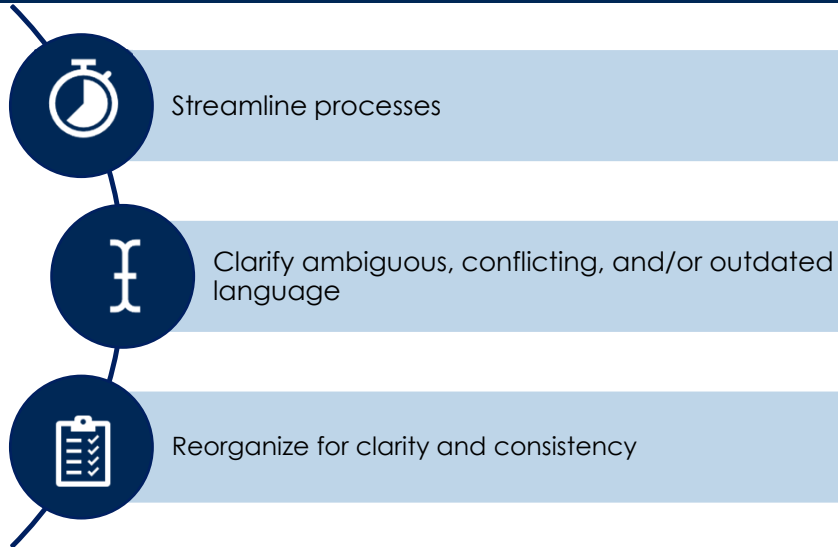 Streamline processes
Clarify ambiguous, conflicting, and/or outdated
language
Reorganize for clarity and consistency